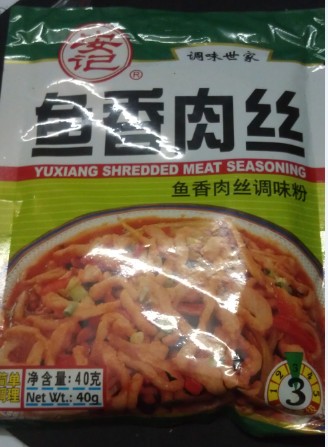 安记
®
调味世家
鱼香肉丝
YUXIANG SHREDDED MEAT SEASONING
鱼香肉丝调味粉
净含量:40克
Net Wt.: 40g
3